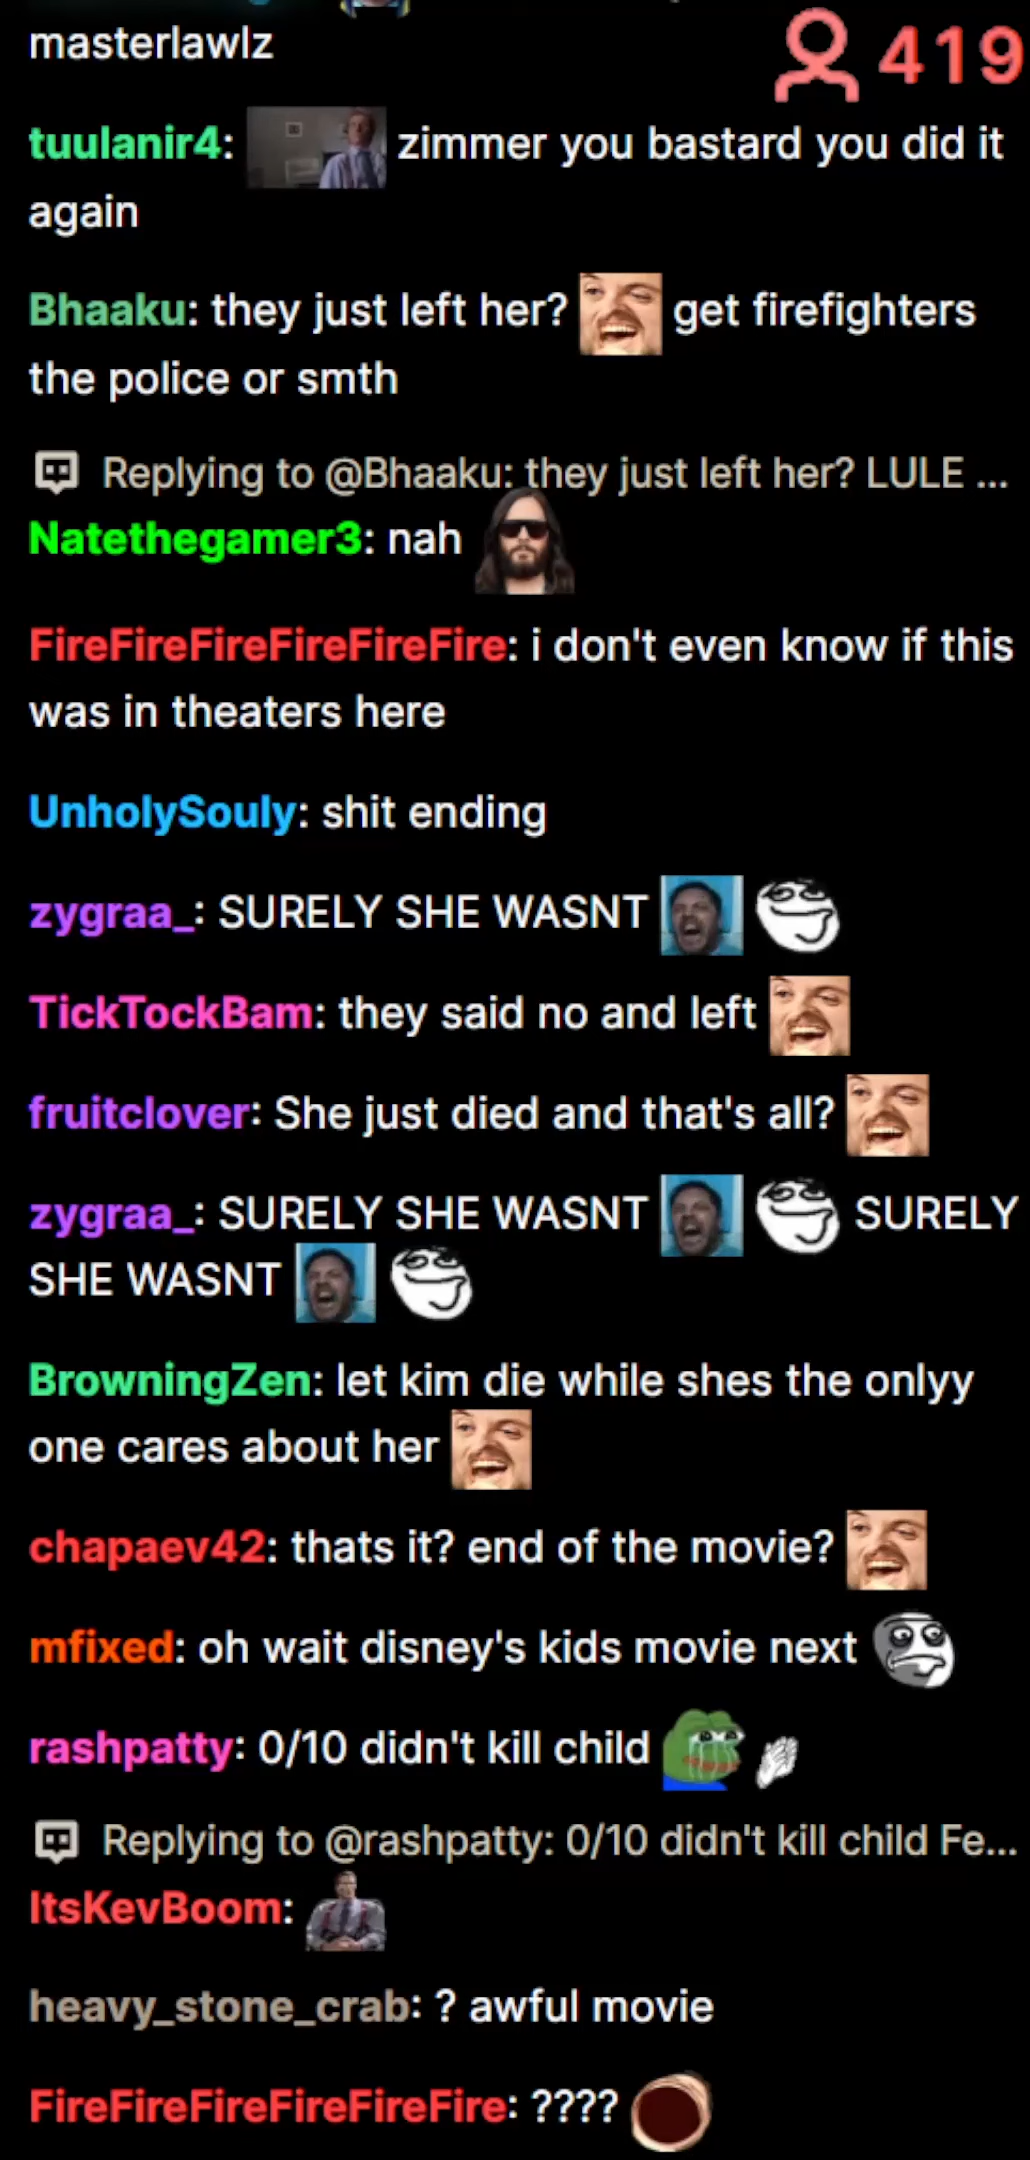 masterlawlz
419
tuulanir4: zimmer you bastard you did it
again
Bhaaku: they just left her? get firefighters
the police or smth
Replying to @Bhaaku: they just left her? LULE ...
Natethegamer3: nah
FireFireFireFireFireFire: i don't even know if this
was in theaters here
UnholySouly: shit ending
zygraa_: SURELY SHE WASNT
TickTockBam: they said no and left
fruitclover: She just died and that's all?
zygraa_: SURELY SHE WASNT SURELY
SHE WASNT
BrowningZen: let kim die while shes the onlyy
one cares about her
chapaev42: thats it? end of the movie?
mfixed: oh wait disney's kids movie next
rashpatty: 0/10 didn't kill child
Replying to @rashpatty: 0/10 didn't kill child Fe...
ItsKevBoom:
heavy_stone_crab: ? awful movie
FireFireFireFireFireFire: ????